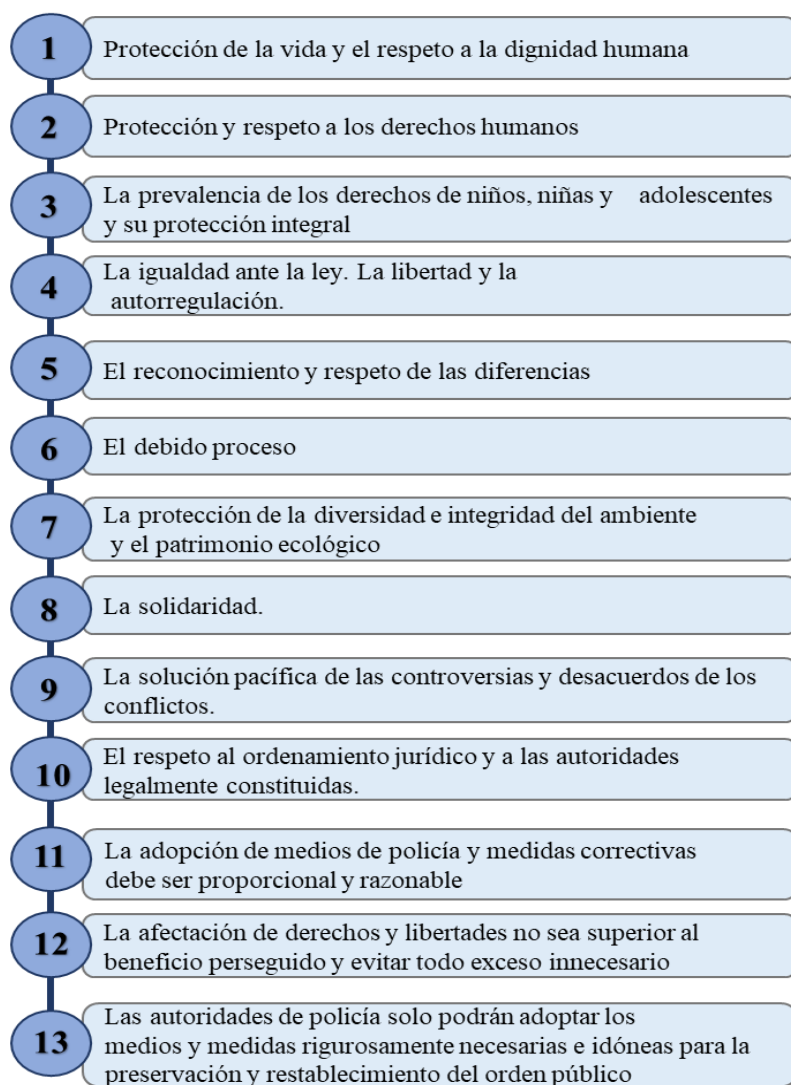 1
Protección de la vida y el respeto a la dignidad humana
2
Protección y respeto a los derechos humanos
3
La prevalencia de los derechos de niños, niñas y adolescentes
y su protección integral
4
La igualdad ante la ley. La libertad y la
autorregulación.
5
El reconocimiento y respeto de las diferencias
6
El debido proceso
7
La protección de la diversidad e integridad del ambiente
y el patrimonio ecológico
8
La solidaridad.
9
La solución pacífica de las controversias y desacuerdos de los
conflictos.
10
El respeto al ordenamiento jurídico y a las autoridades
legalmente constituidas.
11
La adopción de medios de policía y medidas correctivas
debe ser proporcional y razonable
12
La afectación de derechos y libertades no sea superior al
beneficio perseguido y evitar todo exceso innecesario
13
Las autoridades de policía solo podrán adoptar los
medios y medidas rigurosamente necesarias e idóneas para la
preservación y restablecimiento del orden público